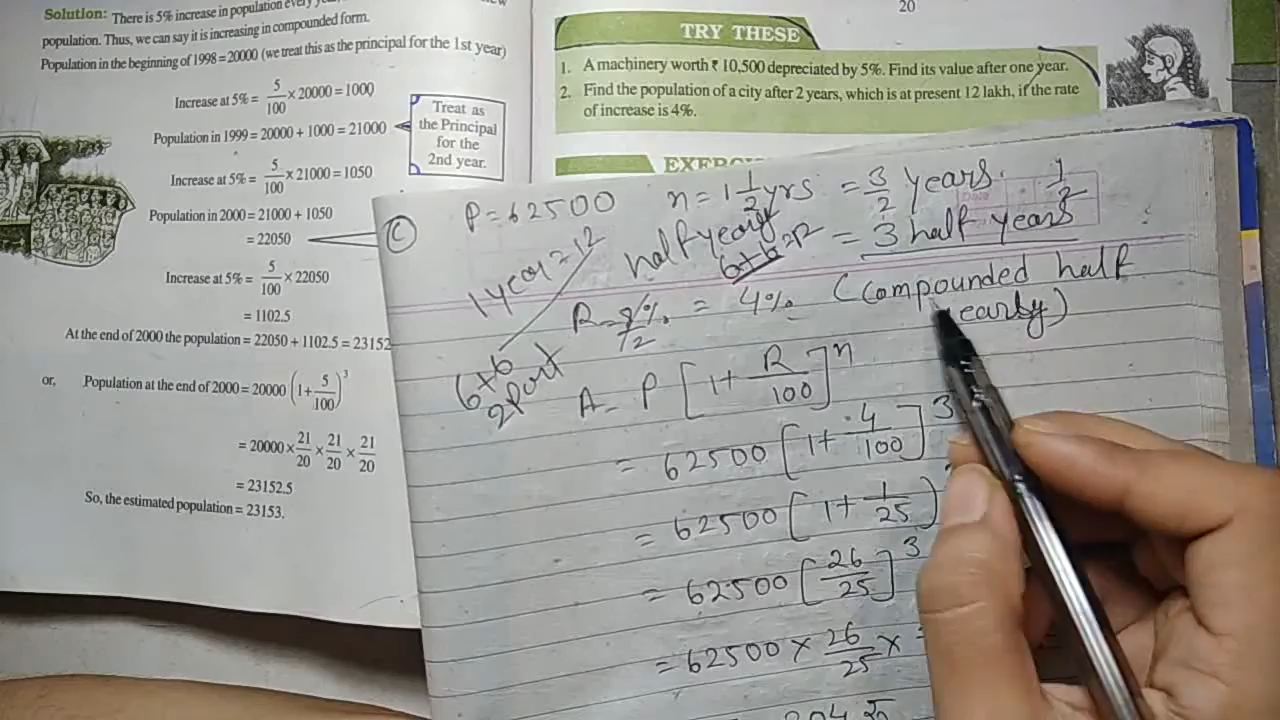 Solution: There is 5% increase in population every
population. Thus, we can say it is increasing in compounded form.
Population in the beginning of 1998 = 20000 (we treat this as the principal for the 1st year)
Increase at 5% = 5/100 × 20000 = 1000
Population in 1999 = 20000 + 1000 = 21000
Treat as
the Principal
for the
2nd year.
Increase at 5% = 5/100 × 21000 = 1050
Population in 2000 = 21000 + 1050
= 22050
Increase at 5% = 5/100 × 22050
= 1102.5
At the end of 2000 the population = 22050 + 1102.5 = 23152
or, Population at the end of 2000 = 20000 (1 + 5/100)^3
= 20000 × 21/20 × 21/20 × 21/20
= 23152.5
So, the estimated population = 23153.
20
TRY THESE
1. A machinery worth ₹ 10,500 depreciated by 5%. Find its value after one year.
2. Find the population of a city after 2 years, which is at present 12 lakh, if the rate
of increase is 4%.
(C) P = 62500 n = 1 1/2 yrs = 3/2 years. 1/2
half yearly = 3 half years
1 year = 12
6+6 = 12
R = 8%/2 = 4% (Compounded half
yearly)
6+6
2 part
A = P [1 + R/100]^n
= 62500 [1 + 4/100]^3
= 62500 [1 + 1/25]
= 62500 [26/25]^3
= 62500 × 26/25 ×